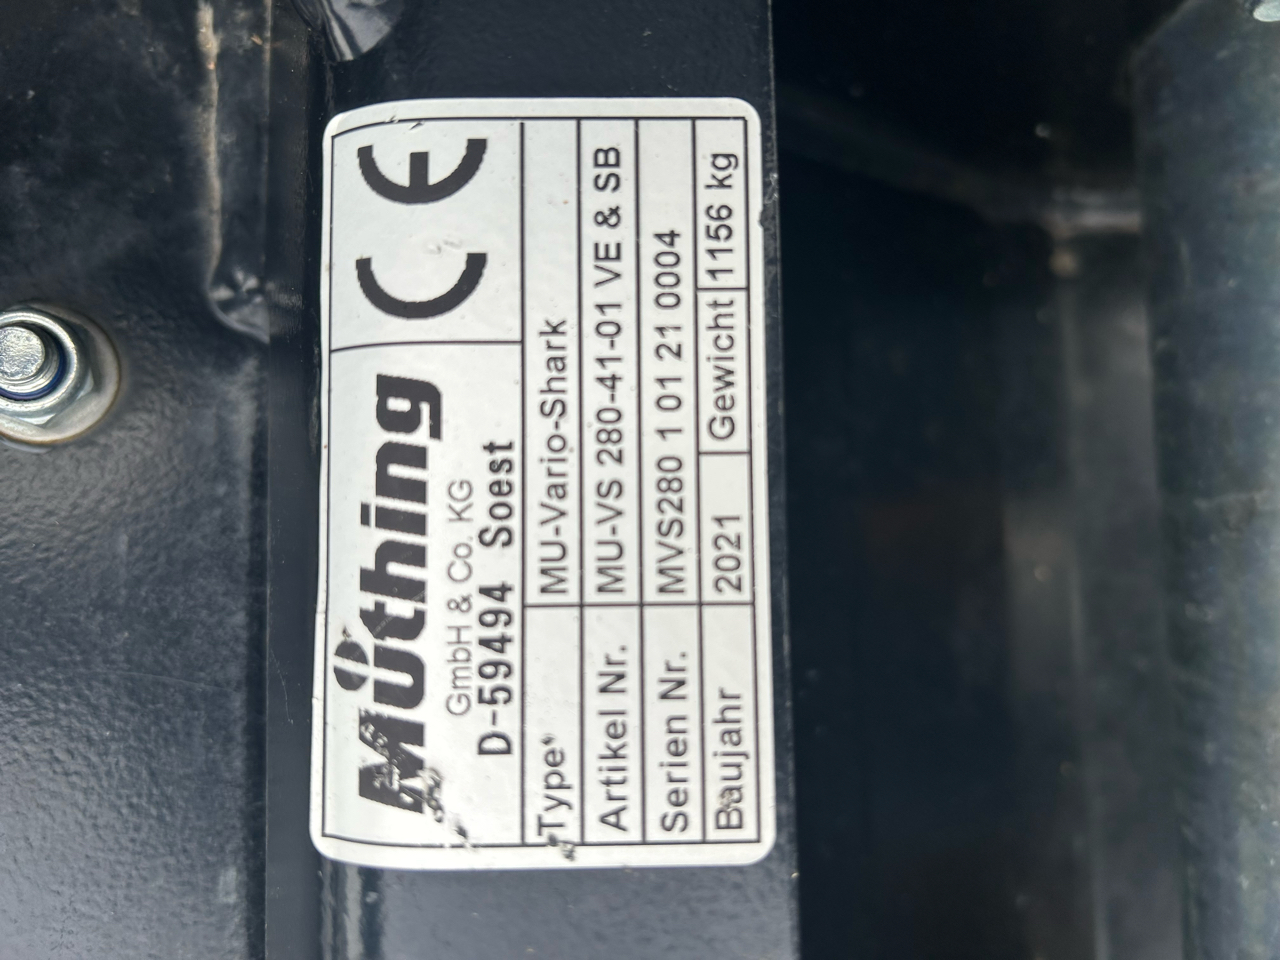 Müthing
GmbH & Co. KG
D-59494 Soest
CE
Type MU-Vario-Shark
Artikel Nr. MU-VS 280-41-01 VE & SB
Serien Nr. MVS280 1 01 21 0004
Baujahr 2021 Gewicht 1156 kg